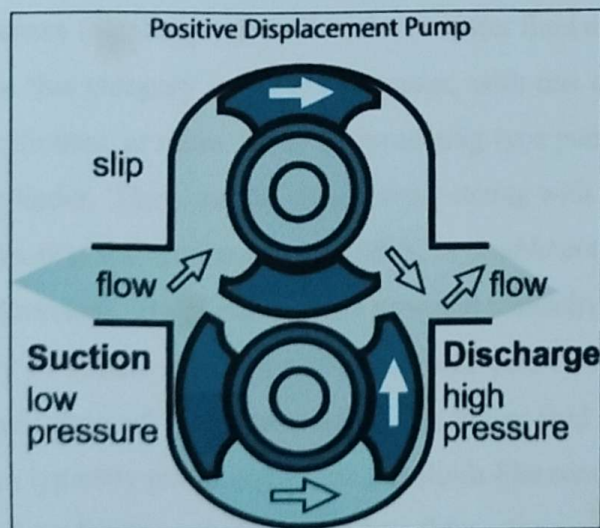 Positive Displacement Pump
slip
flow
flow
Suction
low
pressure
Discharge
high
pressure